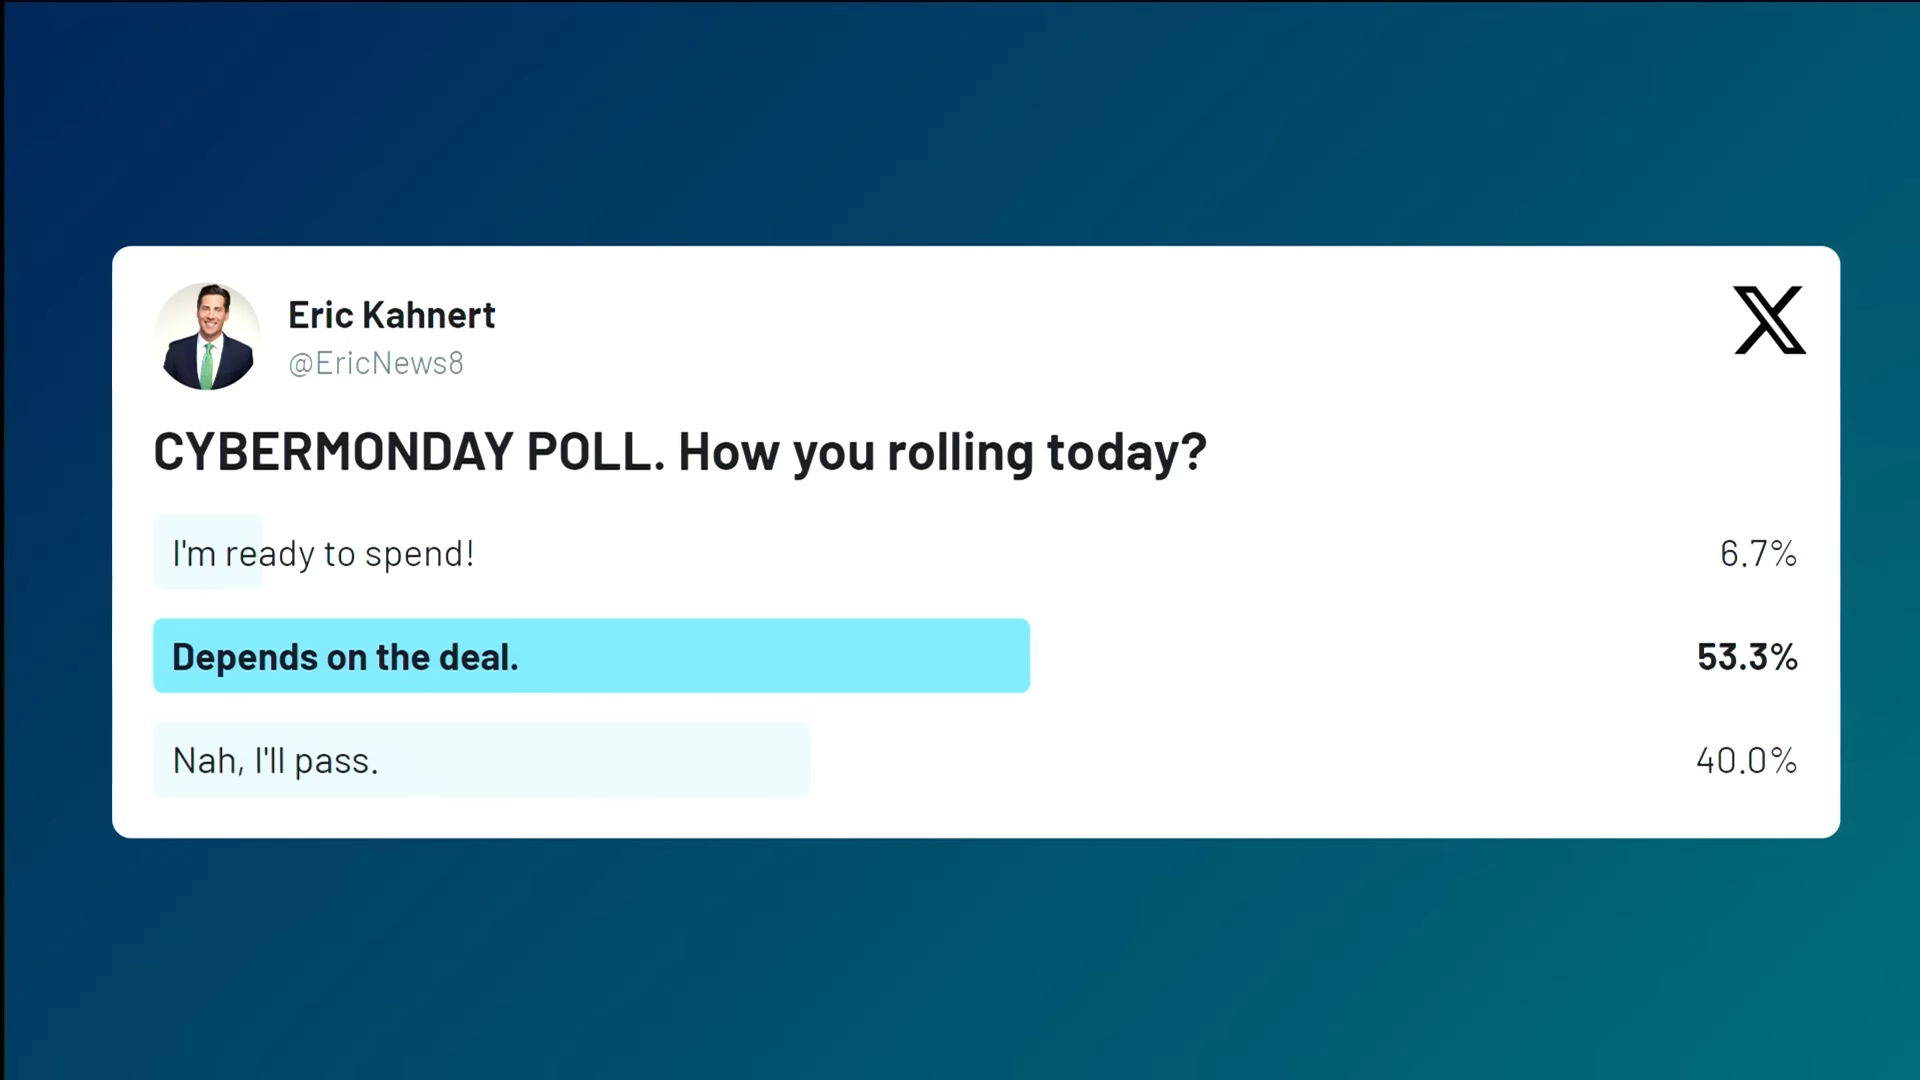 Eric Kahnert
@EricNews8
CYBERMONDAY POLL. How you rolling today?
I'm ready to spend! 6.7%
Depends on the deal. 53.3%
Nah, I'll pass. 40.0%